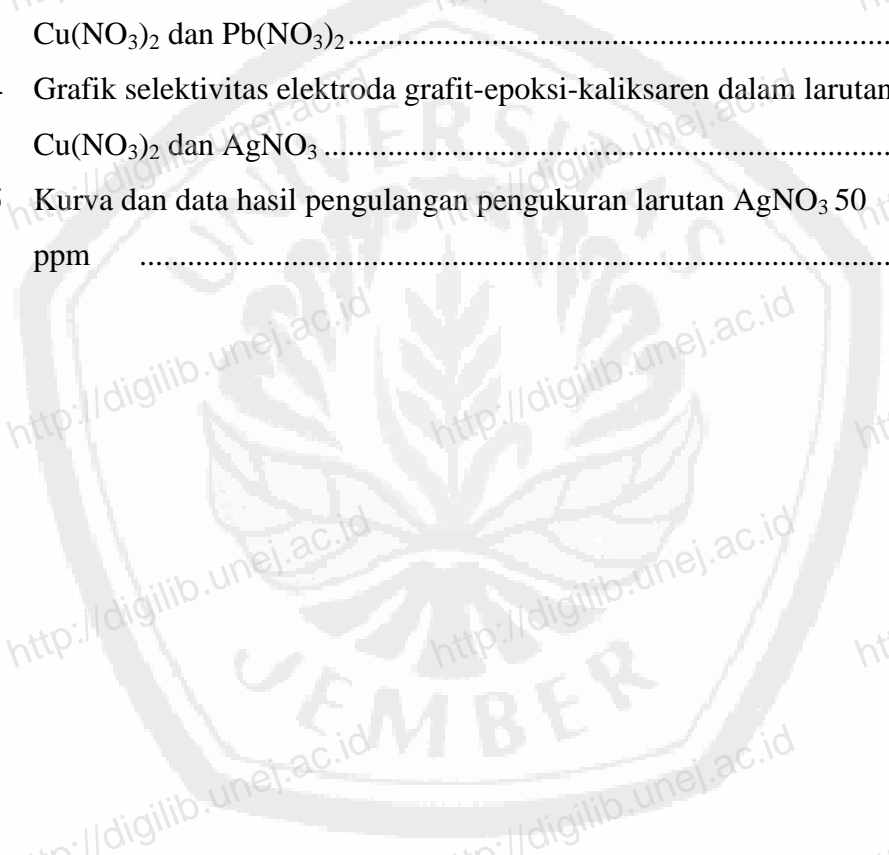 Cu(NO₃)₂ dan Pb(NO₃)₂..........................................................................
Grafik selektivitas elektroda grafit-epoksi-kaliksaren dalam larutan
Cu(NO₃)₂ dan AgNO₃ ............................................................................
Kurva dan data hasil pengulangan pengukuran larutan AgNO₃ 50
ppm ................................................................................................
UNIVERSITAS
JEMBER
http://digilib.unej.ac.id
http://digilib.unej.ac.id
http://digilib.unej.ac.id
http://digilib.unej.ac.id
http://digilib.unej.ac.id
http://digilib.unej.ac.id
http://digilib.unej.ac.id
http://digilib.unej.ac.id